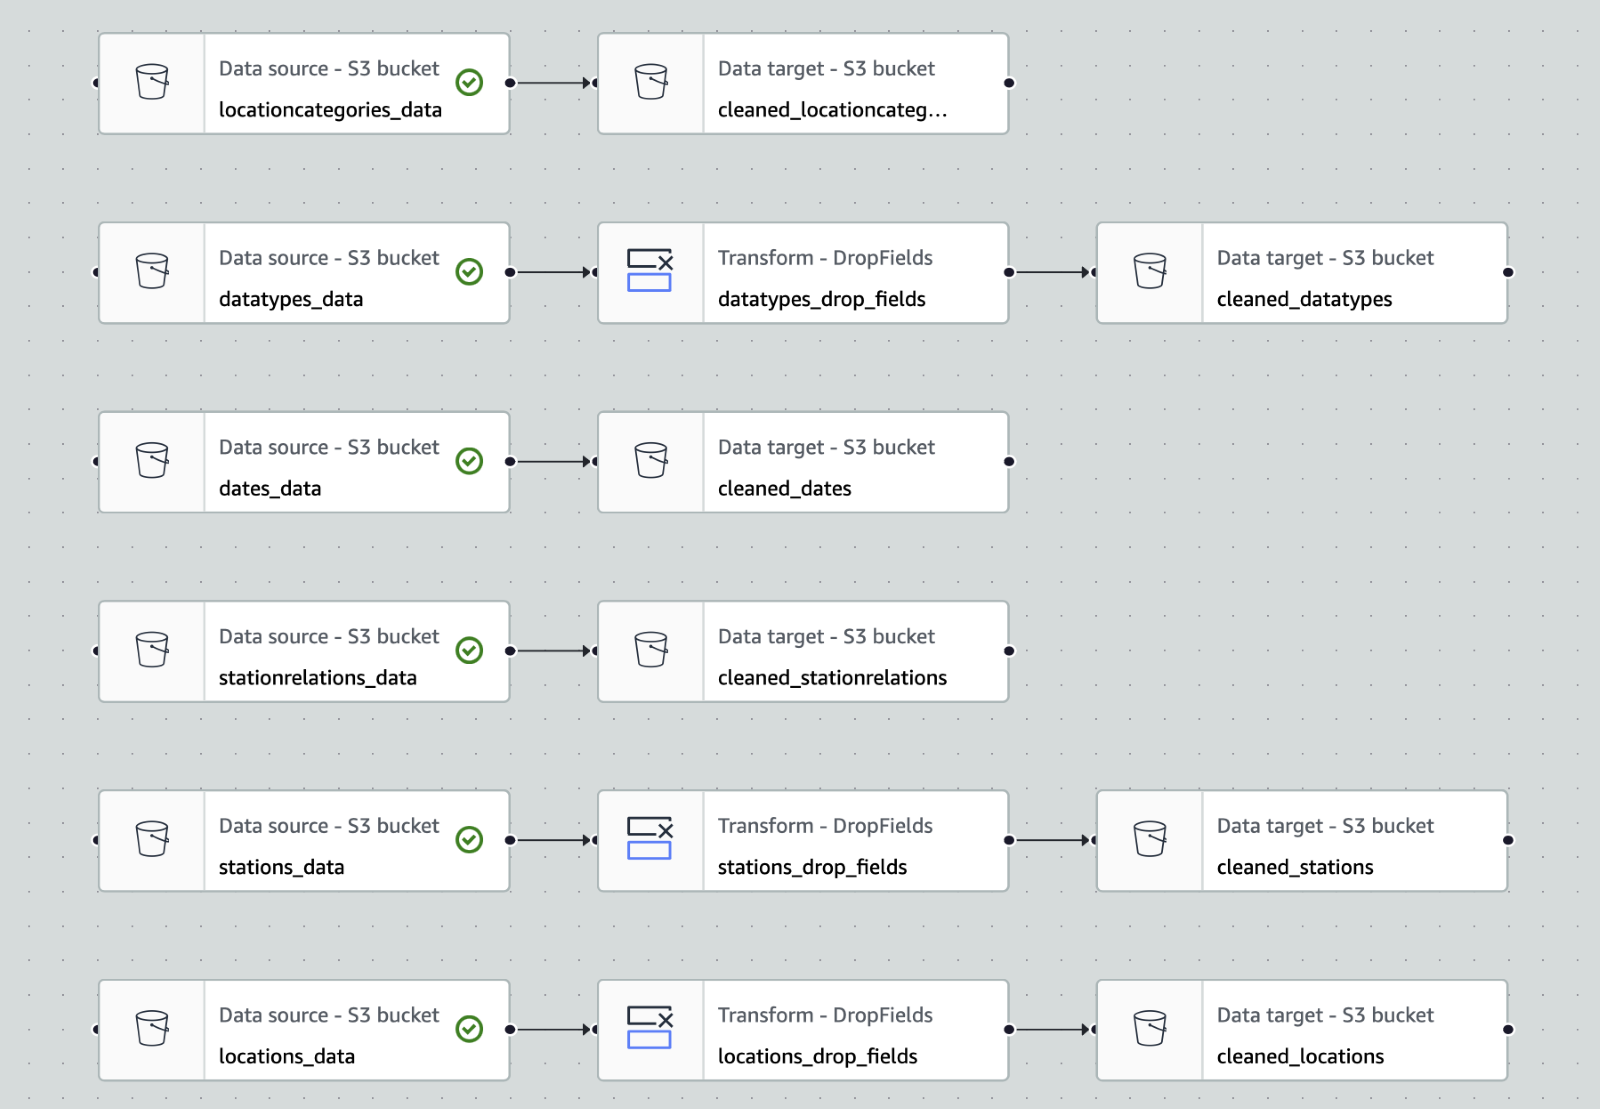 Data source - S3 bucket
locationcategories_data
Data target - S3 bucket
cleaned_locationcateg...
Data source - S3 bucket
datatypes_data
Transform - DropFields
datatypes_drop_fields
Data target - S3 bucket
cleaned_datatypes
Data source - S3 bucket
dates_data
Data target - S3 bucket
cleaned_dates
Data source - S3 bucket
stationrelations_data
Data target - S3 bucket
cleaned_stationrelations
Data source - S3 bucket
stations_data
Transform - DropFields
stations_drop_fields
Data target - S3 bucket
cleaned_stations
Data source - S3 bucket
locations_data
Transform - DropFields
locations_drop_fields
Data target - S3 bucket
cleaned_locations